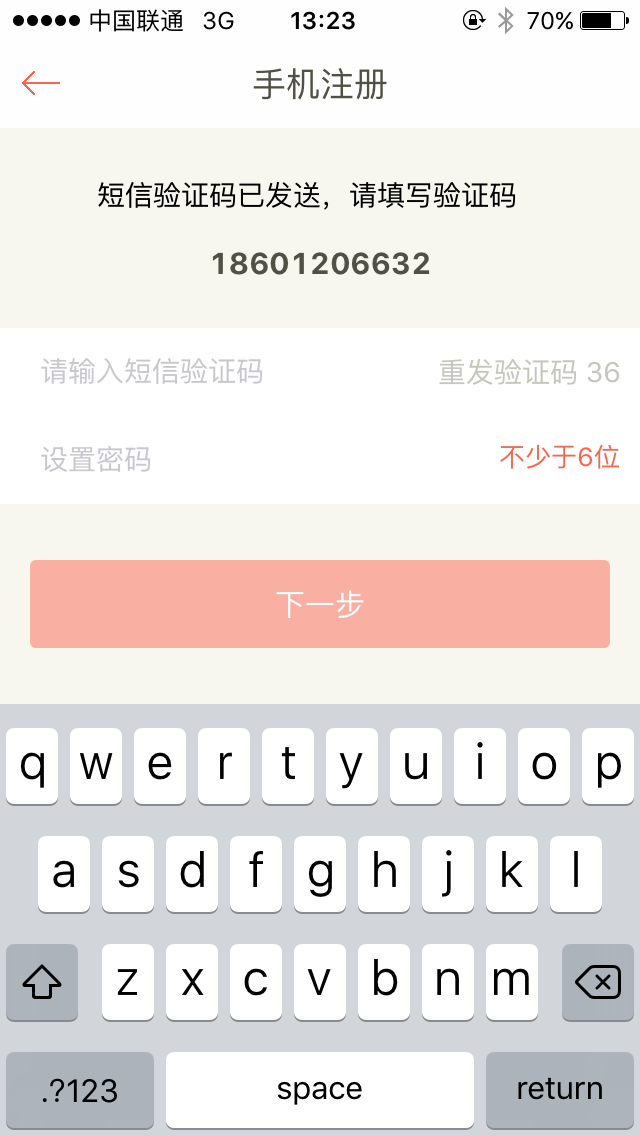 中国联通 3G 13:23 70%
手机注册
短信验证码已发送，请填写验证码
18601206632
请输入短信验证码 重发验证码 36
设置密码 不少于6位
下一步
q w e r t y u i o p
a s d f g h j k l
z x c v b n m
.?123 space return